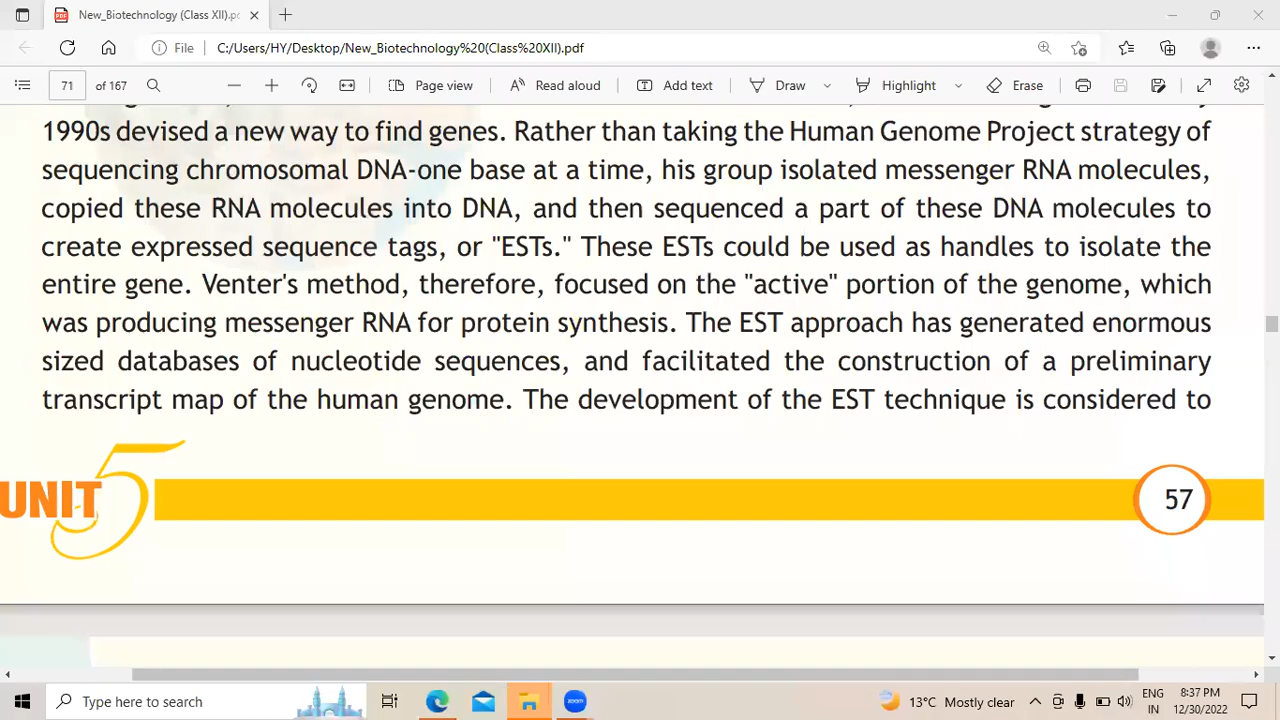 New_Biotechnology (Class XII).pc
File
C:/Users/HY/Desktop/New_Biotechnology%20(Class%20XII).pdf
71 of 167
Page view
Read aloud
Add text
Draw
Highlight
Erase
1990s devised a new way to find genes. Rather than taking the Human Genome Project strategy of
sequencing chromosomal DNA-one base at a time, his group isolated messenger RNA molecules,
copied these RNA molecules into DNA, and then sequenced a part of these DNA molecules to
create expressed sequence tags, or "ESTs." These ESTs could be used as handles to isolate the
entire gene. Venter's method, therefore, focused on the "active" portion of the genome, which
was producing messenger RNA for protein synthesis. The EST approach has generated enormous
sized databases of nucleotide sequences, and facilitated the construction of a preliminary
transcript map of the human genome. The development of the EST technique is considered to
UNIT 5
57
Type here to search
zoom
13°C Mostly clear
ENG
IN
8:37 PM
12/30/2022